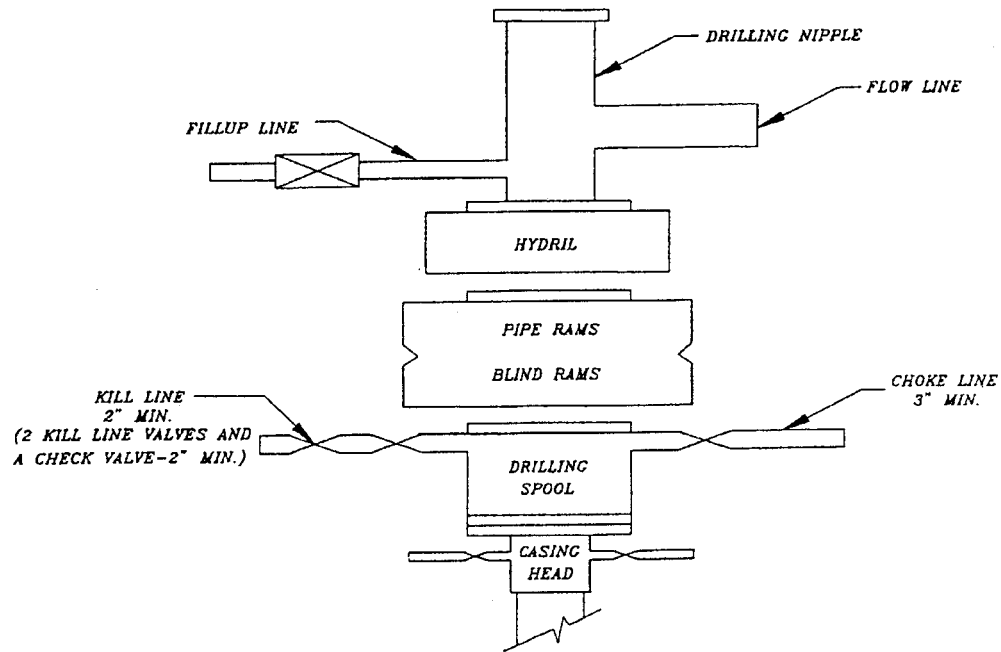 DRILLING NIPPLE
FLOW LINE
FILLUP LINE
HYDRIL
PIPE RAMS
BLIND RAMS
KILL LINE
2" MIN.
(2 KILL LINE VALVES AND
A CHECK VALVE-2" MIN.)
CHOKE LINE
3" MIN.
DRILLING
SPOOL
CASING
HEAD